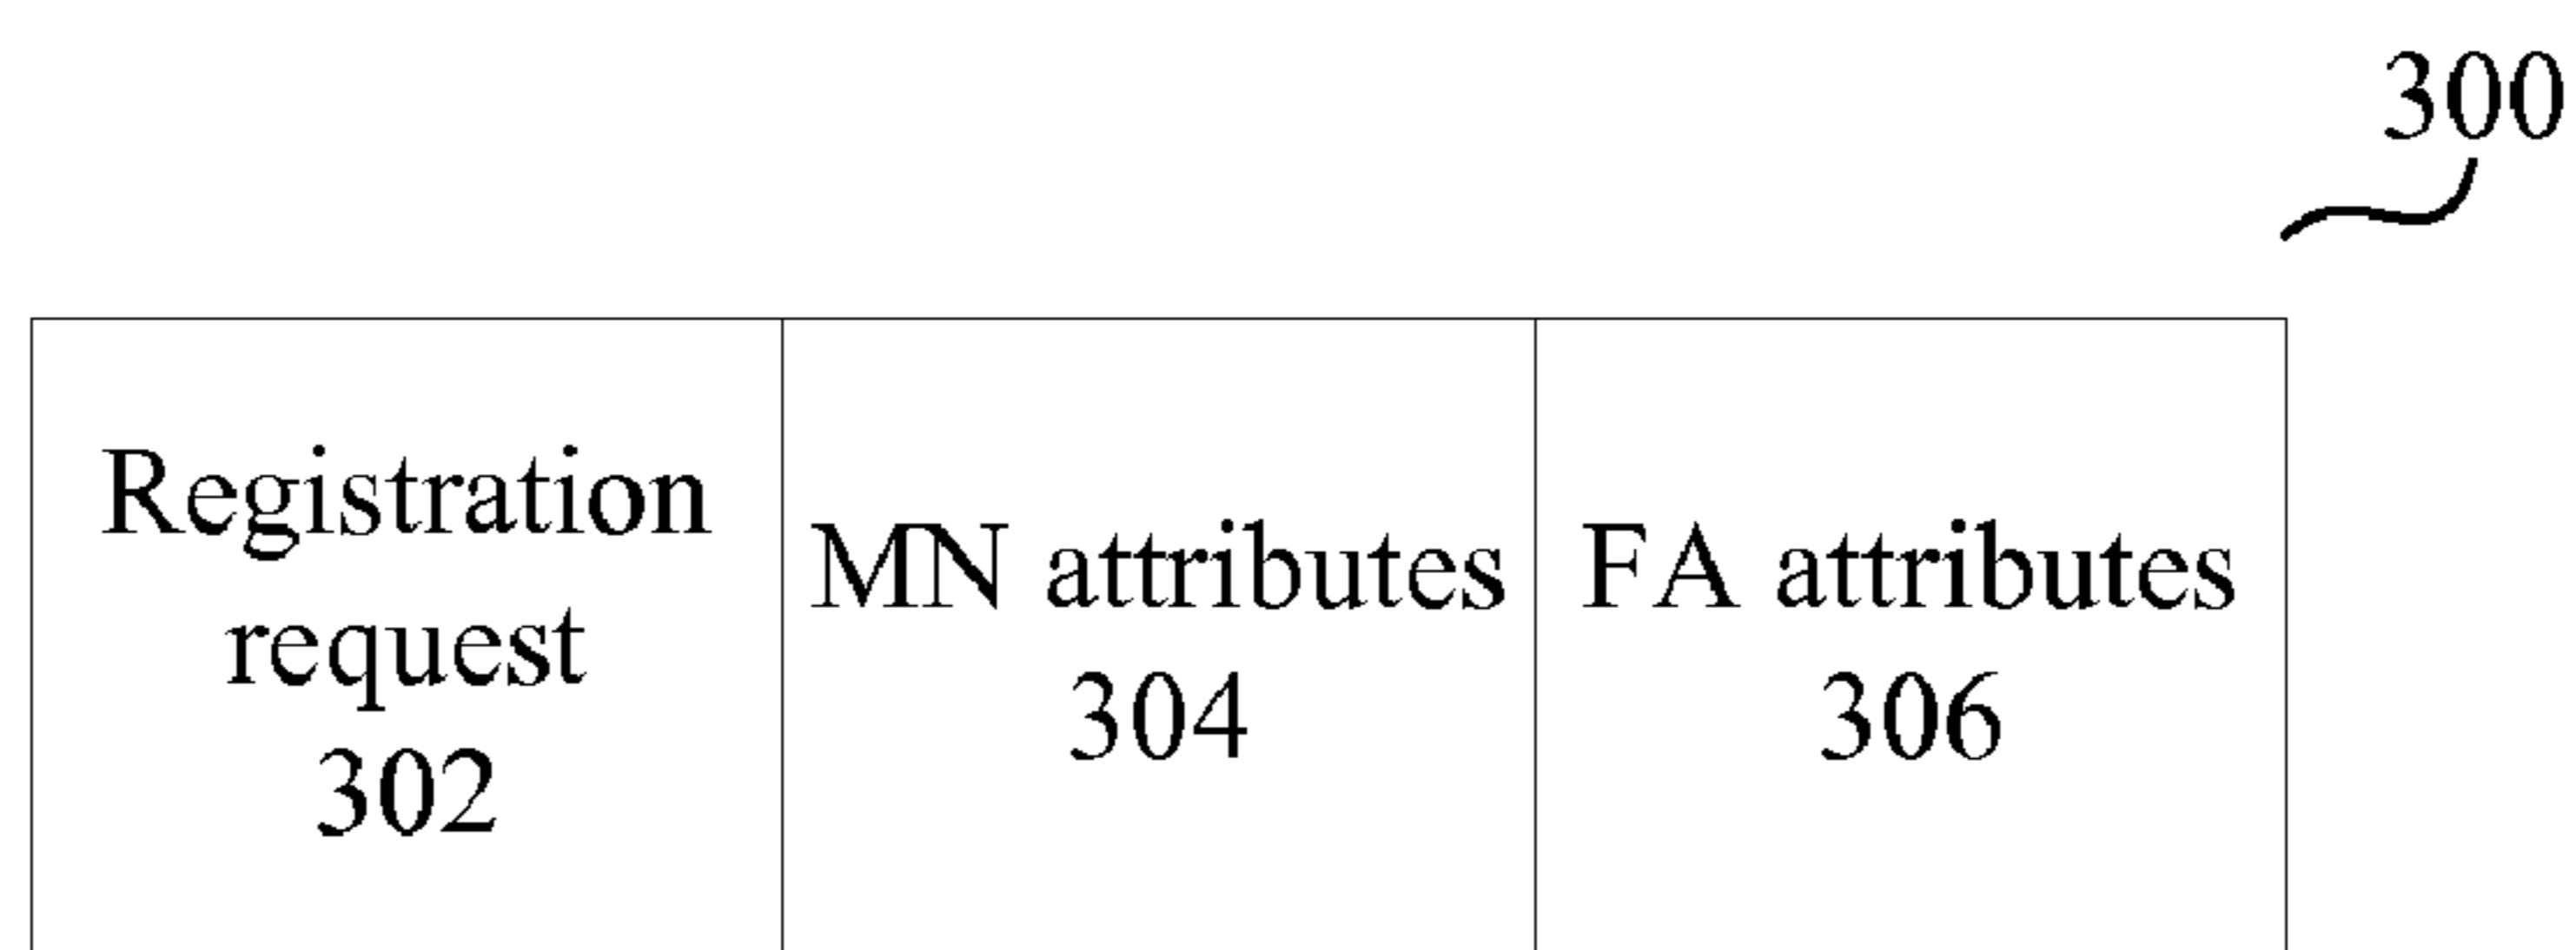 300
Registration
request
302
MN attributes
304
FA attributes
306